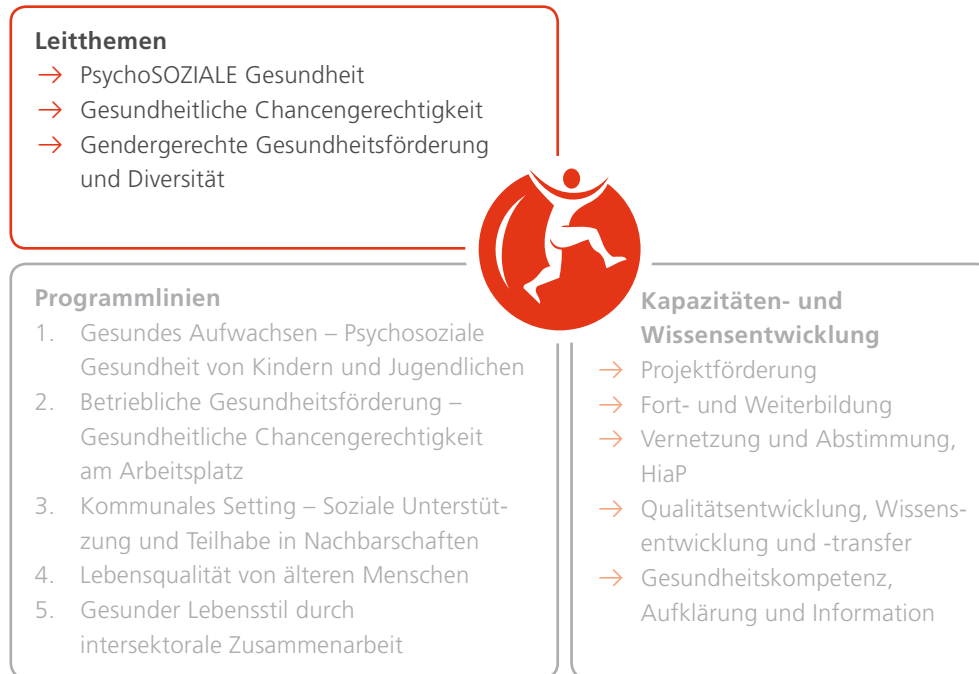 Leitthemen
→ PsychoSOZIALE Gesundheit
→ Gesundheitliche Chancengerechtigkeit
→ Gendergerechte Gesundheitsförderung
und Diversität
Programmlinien
1. Gesundes Aufwachsen – Psychosoziale
Gesundheit von Kindern und Jugendlichen
2. Betriebliche Gesundheitsförderung –
Gesundheitliche Chancengerechtigkeit
am Arbeitsplatz
3. Kommunales Setting – Soziale Unterstüt-
zung und Teilhabe in Nachbarschaften
4. Lebensqualität von älteren Menschen
5. Gesunder Lebensstil durch
intersektorale Zusammenarbeit
Kapazitäten- und
Wissensentwicklung
→ Projektförderung
→ Fort- und Weiterbildung
→ Vernetzung und Abstimmung,
HiaP
→ Qualitätsentwicklung, Wissens-
entwicklung und -transfer
→ Gesundheitskompetenz,
Aufklärung und Information